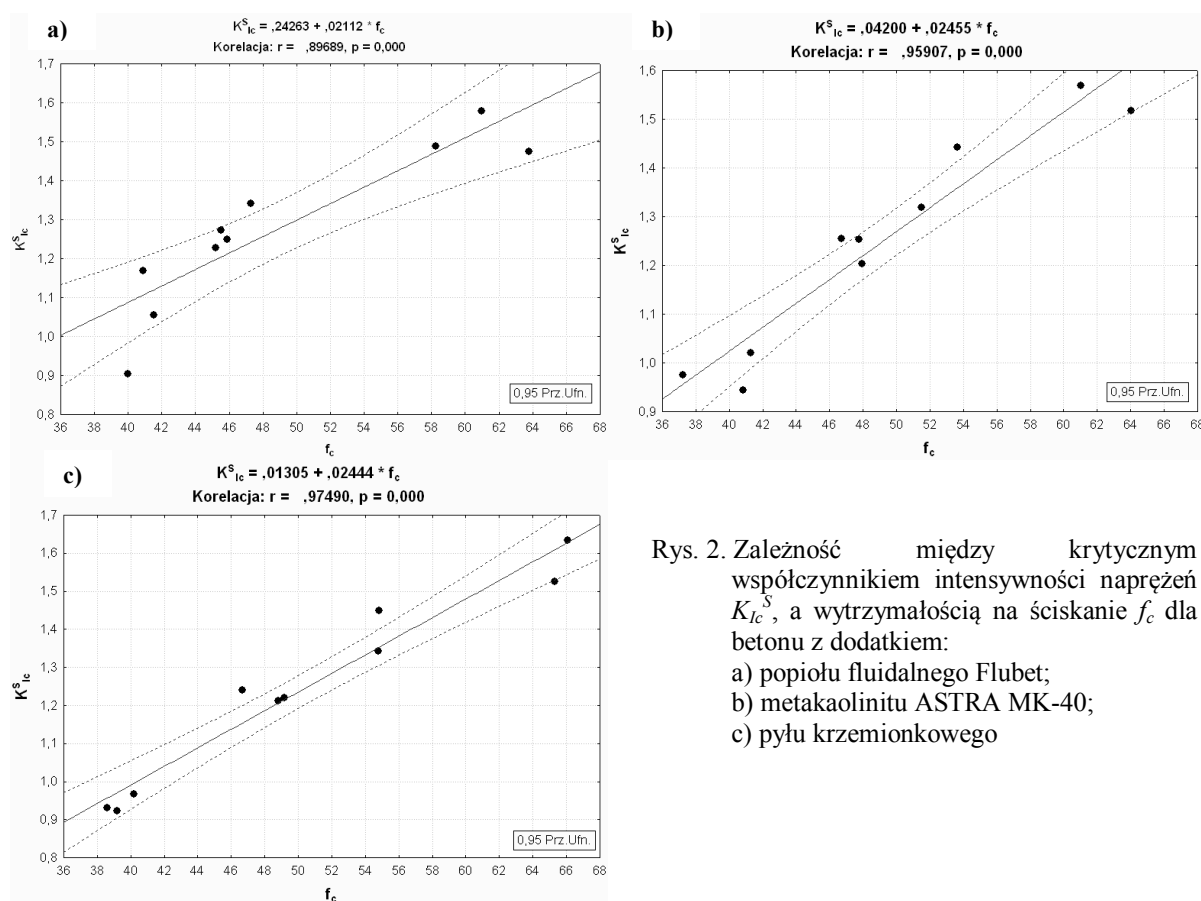 a)
K^S_Ic = ,24263 + ,02112 * f_c
Korelacja: r = ,89689, p = 0,000
1,7
1,6
1,5
1,4
1,3
1,2
1,1
1,0
0,9
0,8
K^S_Ic
0,95 Prz.Ufn.
36 40 42 44 46 48 50 52 54 56 58 60 62 64 66 68
f_c
b)
K^S_Ic = ,04200 + ,02455 * f_c
Korelacja: r = ,95907, p = 0,000
1,6
1,5
1,4
1,3
1,2
1,1
1,0
0,9
K^S_Ic
0,95 Prz.Ufn.
36 38 40 42 44 46 48 50 52 54 56 58 60 62 64 66 68
f_c
c)
K^S_Ic = ,01305 + ,02444 * f_c
Korelacja: r = ,97490, p = 0,000
1,7
1,6
1,5
1,4
1,3
1,2
1,1
1,0
0,9
0,8
K^S_Ic
0,95 Prz.Ufn.
36 38 40 42 44 46 48 50 52 54 56 58 60 62 64 66 68
f_c
Rys. 2. Zależność między krytycznym
współczynnikiem intensywności naprężeń
K_Ic^S, a wytrzymałością na ściskanie f_c dla
betonu z dodatkiem:
a) popiołu fluidalnego Flubet;
b) metakaolinitu ASTRA MK-40;
c) pyłu krzemionkowego